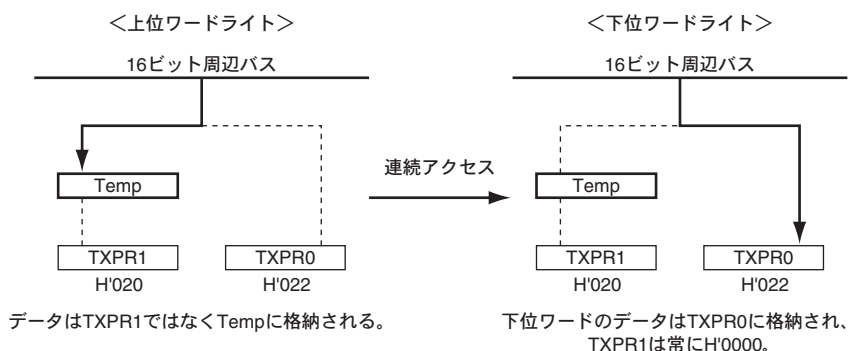 ＜上位ワードライト＞
16ビット周辺バス
Temp
TXPR1
H'020
TXPR0
H'022
データはTXPR1ではなくTempに格納される。
連続アクセス
＜下位ワードライト＞
16ビット周辺バス
Temp
TXPR1
H'020
TXPR0
H'022
下位ワードのデータはTXPR0に格納され、
TXPR1は常にH'0000。